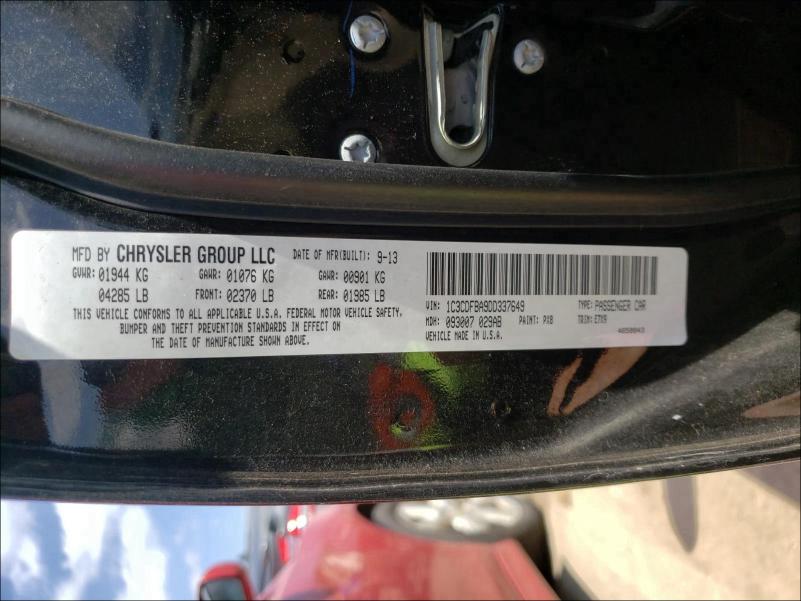 MFD BY CHRYSLER GROUP LLC DATE OF MFR(BUILT): 9-13
GVWR: 01944 KG GAWR: 01076 KG GAWR: 00901 KG
04285 LB FRONT: 02370 LB REAR: 01985 LB
THIS VEHICLE CONFORMS TO ALL APPLICABLE U.S.A. FEDERAL MOTOR VEHICLE SAFETY,
BUMPER AND THEFT PREVENTION STANDARDS IN EFFECT ON
THE DATE OF MANUFACTURE SHOWN ABOVE.
VIN: 1C3CDFBA9DD337649 TYPE: PASSENGER CAR
MDH: 093007 029AB PAINT: PXB TRIM: E7X9
VEHICLE MADE IN U.S.A.